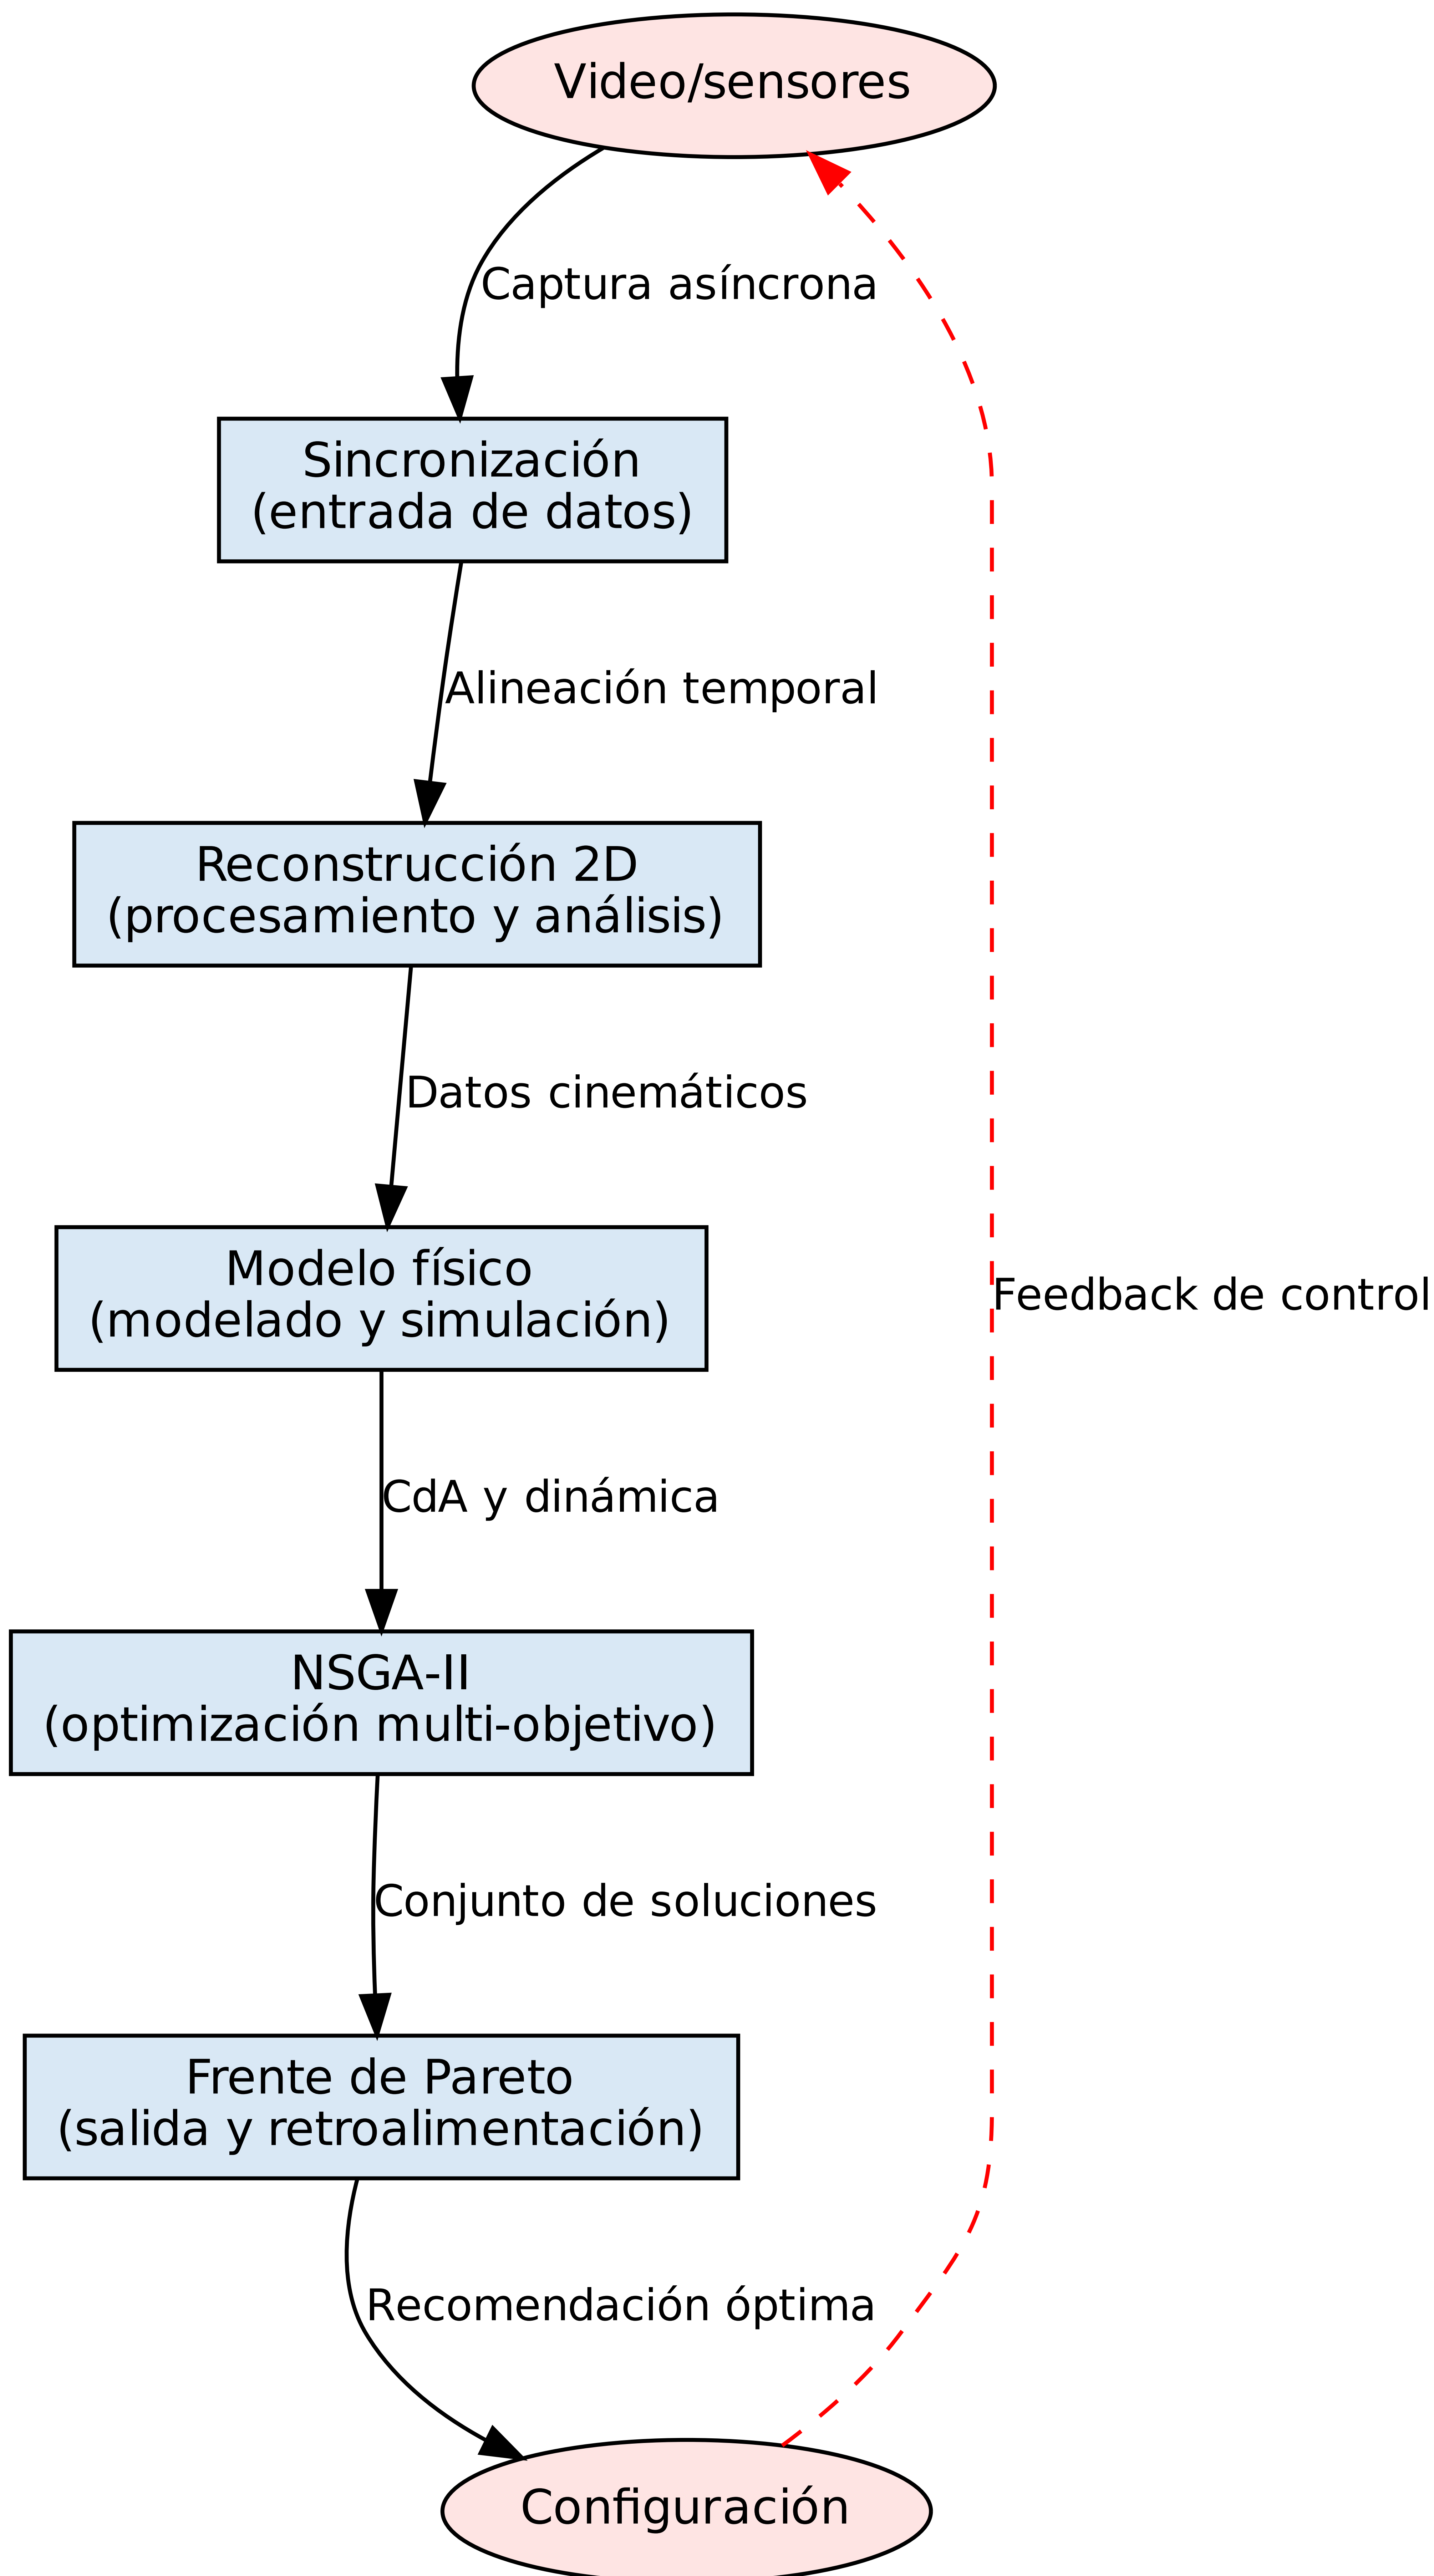 Video/sensores
Captura asíncrona
Sincronización
(entrada de datos)
Alineación temporal
Reconstrucción 2D
(procesamiento y análisis)
Datos cinemáticos
Modelo físico
(modelado y simulación)
Feedback de control
CdA y dinámica
NSGA-II
(optimización multi-objetivo)
Conjunto de soluciones
Frente de Pareto
(salida y retroalimentación)
Recomendación óptima
Configuración